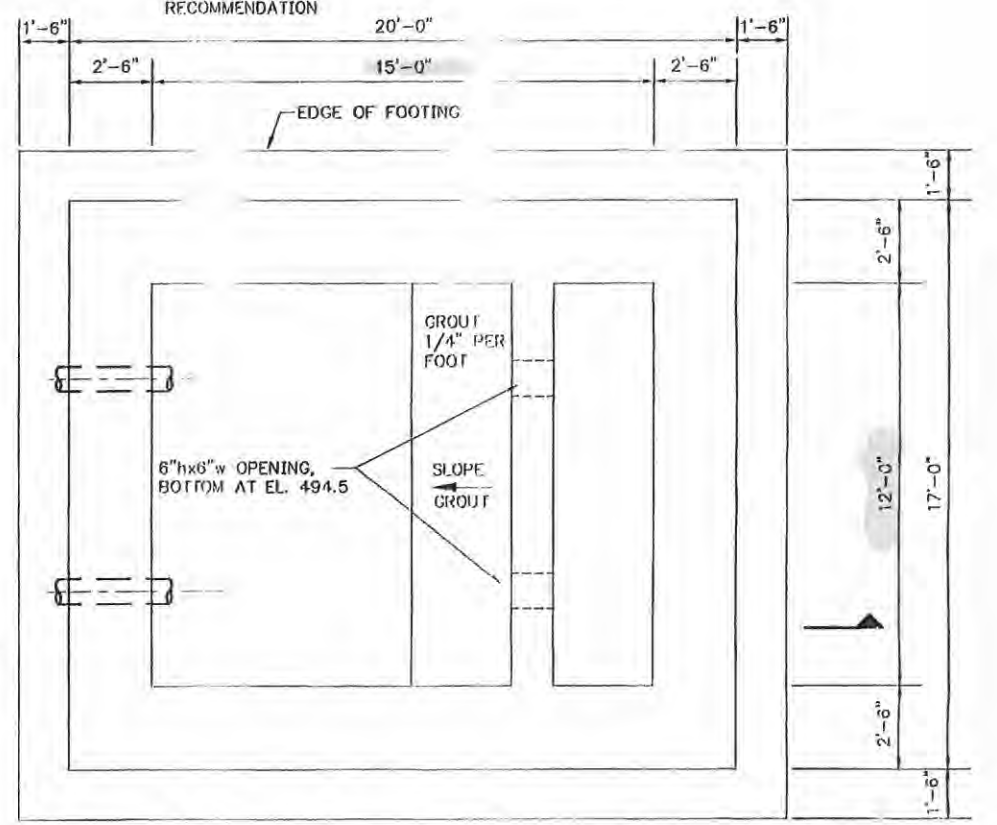 RECOMMENDATION
1'-6"
20'-0"
1'-6"
2'-6"
15'-0"
2'-6"
EDGE OF FOOTING
1'-6"
2'-6"
GROUT
1/4" PER
FOOT
6"hx6"w OPENING,
BOTTOM AT EL. 494.5
SLOPE
GROUT
12'-0"
17'-0"
2'-6"
1'-6"